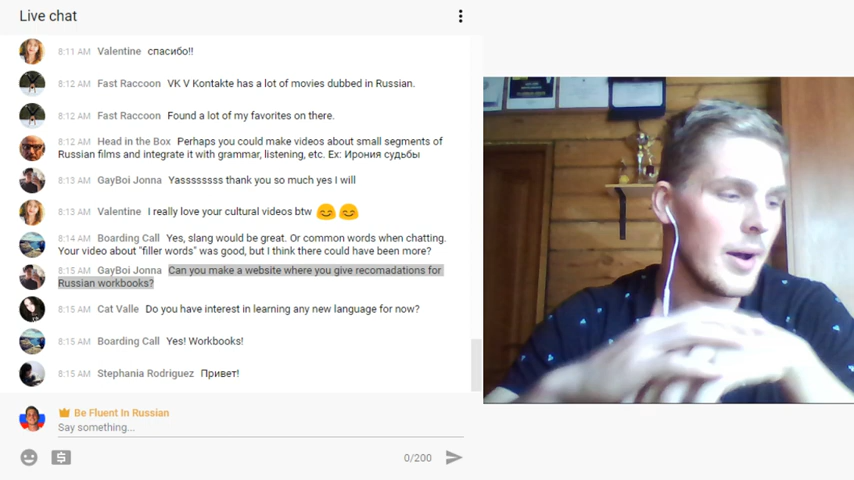 Live chat
8:11 AM Valentine спасибо!!
8:12 AM Fast Raccoon VK V Kontakte has a lot of movies dubbed in Russian.
8:12 AM Fast Raccoon Found a lot of my favorites on there.
8:12 AM Head in the Box Perhaps you could make videos about small segments of
Russian films and integrate it with grammar, listening, etc. Ex: Ирония судьбы
8:13 AM GayBoi Jonna Yassssssss thank you so much yes I will
8:13 AM Valentine I really love your cultural videos btw
8:14 AM Boarding Call Yes, slang would be great. Or common words when chatting.
Your video about "filler words" was good, but I think there could have been more?
8:15 AM GayBoi Jonna Can you make a website where you give recomadations for
Russian workbooks?
8:15 AM Cat Valle Do you have interest in learning any new language for now?
8:15 AM Boarding Call Yes! Workbooks!
8:15 AM Stephania Rodriguez Привет!
Be Fluent In Russian
Say something...
0/200